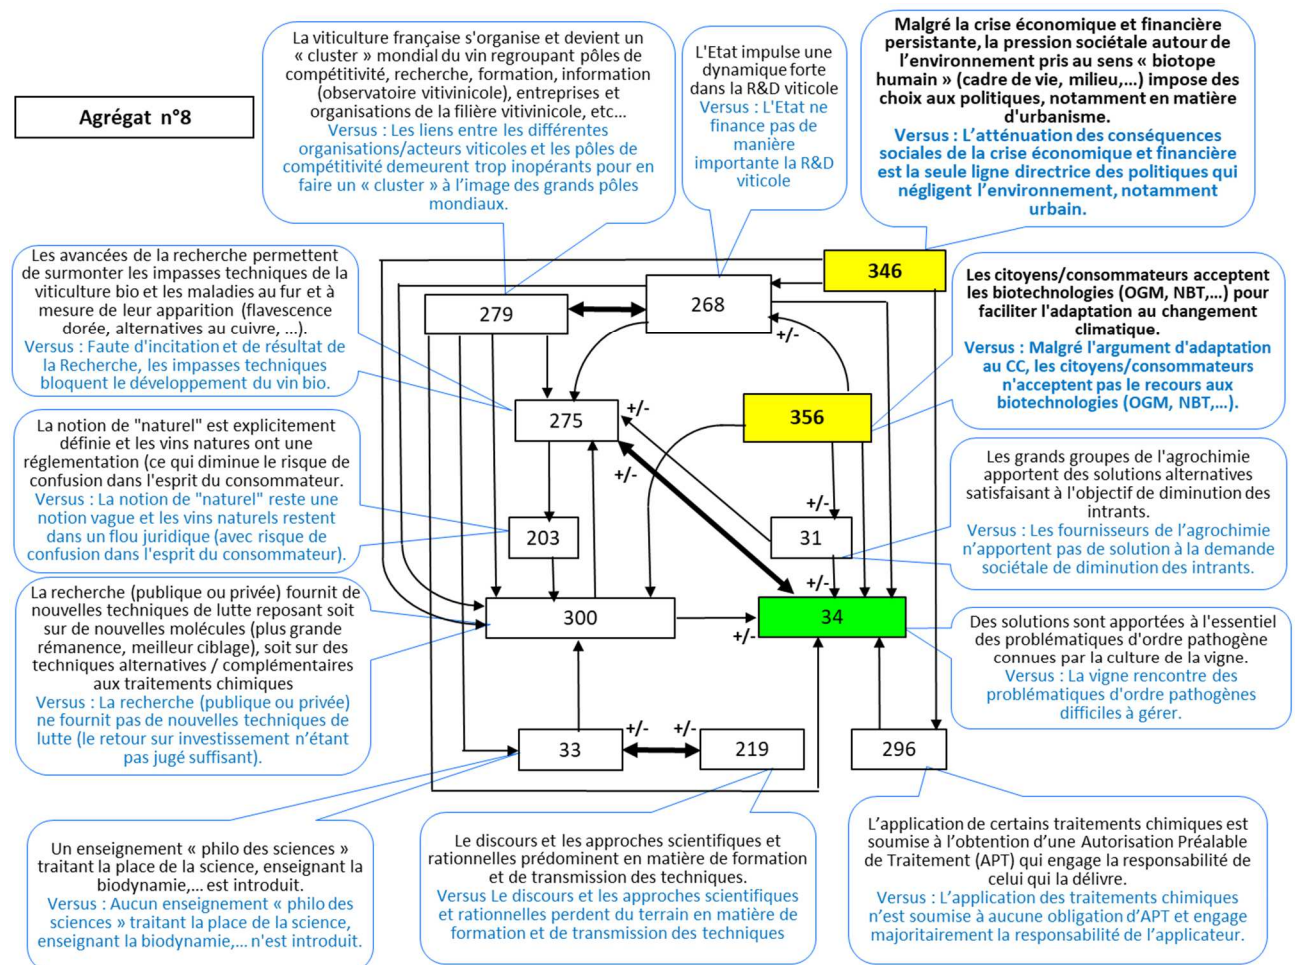 Agrégat n°8
La viticulture française s'organise et devient un
« cluster » mondial du vin regroupant pôles de
compétitivité, recherche, formation, information
(observatoire vitivinicole), entreprises et
organisations de la filière vitivinicole, etc...
Versus : Les liens entre les différentes
organisations/acteurs viticoles et les pôles de
compétitivité demeurent trop inopérants pour en
faire un « cluster » à l'image des grands pôles
mondiaux.
L'Etat impulse une
dynamique forte
dans la R&D viticole
Versus : L'Etat ne
finance pas de
manière
importante la R&D
viticole
Malgré la crise économique et financière
persistante, la pression sociétale autour de
l'environnement pris au sens « biotope
humain » (cadre de vie, milieu,...) impose des
choix aux politiques, notamment en matière
d'urbanisme.
Versus : L'atténuation des conséquences
sociales de la crise économique et financière
est la seule ligne directrice des politiques qui
négligent l'environnement, notamment
urbain.
Les avancées de la recherche permettent
de surmonter les impasses techniques de la
viticulture bio et les maladies au fur et à
mesure de leur apparition (flavescence
dorée, alternatives au cuivre, ...).
Versus : Faute d'incitation et de résultat de
la Recherche, les impasses techniques
bloquent le développement du vin bio.
346
268
279
+/-
Les citoyens/consommateurs acceptent
les biotechnologies (OGM, NBT,...) pour
faciliter l'adaptation au changement
climatique.
Versus : Malgré l'argument d'adaptation
au CC, les citoyens/consommateurs
n'acceptent pas le recours aux
biotechnologies (OGM, NBT,...).
275
+/-
+/-
356
La notion de "naturel" est explicitement
définie et les vins natures ont une
réglementation (ce qui diminue le risque de
confusion dans l'esprit du consommateur.
Versus : La notion de "naturel" reste une
notion vague et les vins naturels restent
dans un flou juridique (avec risque de
confusion dans l'esprit du consommateur).
203
+/-
31
Les grands groupes de l'agrochimie
apportent des solutions alternatives
satisfaisant à l'objectif de diminution des
intrants.
Versus : Les fournisseurs de l'agrochimie
n'apportent pas de solution à la demande
sociétale de diminution des intrants.
La recherche (publique ou privée) fournit de
nouvelles techniques de lutte reposant soit
sur de nouvelles molécules (plus grande
rémanence, meilleur ciblage), soit sur des
techniques alternatives / complémentaires
aux traitements chimiques
Versus : La recherche (publique ou privée)
ne fournit pas de nouvelles techniques de
lutte (le retour sur investissement n'étant
pas jugé suffisant).
300
+/-
+/-
34
Des solutions sont apportées à l'essentiel
des problématiques d'ordre pathogène
connues par la culture de la vigne.
Versus : La vigne rencontre des
problématiques d'ordre pathogènes
difficiles à gérer.
33
+/-
+/-
219
296
Un enseignement « philo des sciences »
traitant la place de la science, enseignant la
biodynamie,... est introduit.
Versus : Aucun enseignement « philo des
sciences » traitant la place de la science,
enseignant la biodynamie,... n'est introduit.
Le discours et les approches scientifiques et
rationnelles prédominent en matière de formation
et de transmission des techniques.
Versus Le discours et les approches scientifiques
et rationnelles perdent du terrain en matière de
formation et de transmission des techniques
L'application de certains traitements chimiques est
soumise à l'obtention d'une Autorisation Préalable
de Traitement (APT) qui engage la responsabilité de
celui qui la délivre.
Versus : L'application des traitements chimiques
n'est soumise à aucune obligation d'APT et engage
majoritairement la responsabilité de l'applicateur.